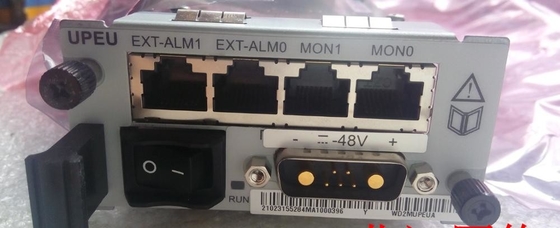 UPEU
EXT-ALM1 EXT-ALM0 MON1 MON0
- -48V +
RUN
21023155284MA1000396 Y WD2MUPEUA